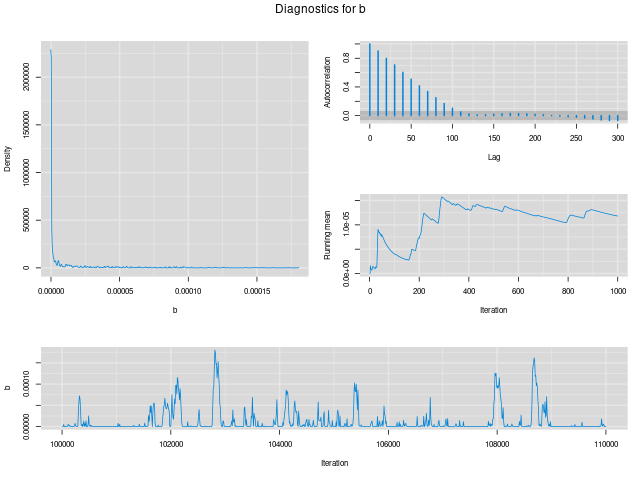 Diagnostics for b
Density
0 500000 1000000 1500000 2000000
0.00000 0.00005 0.00010 0.00015
b
Autocorrelation
0.0 0.4 0.8
0 50 100 150 200 250 300
Lag
Running mean
0.0e+00 1.0e-05
0 200 400 600 800 1000
Iteration
b
0.00000 0.00010
100000 102000 104000 106000 108000 110000
Iteration